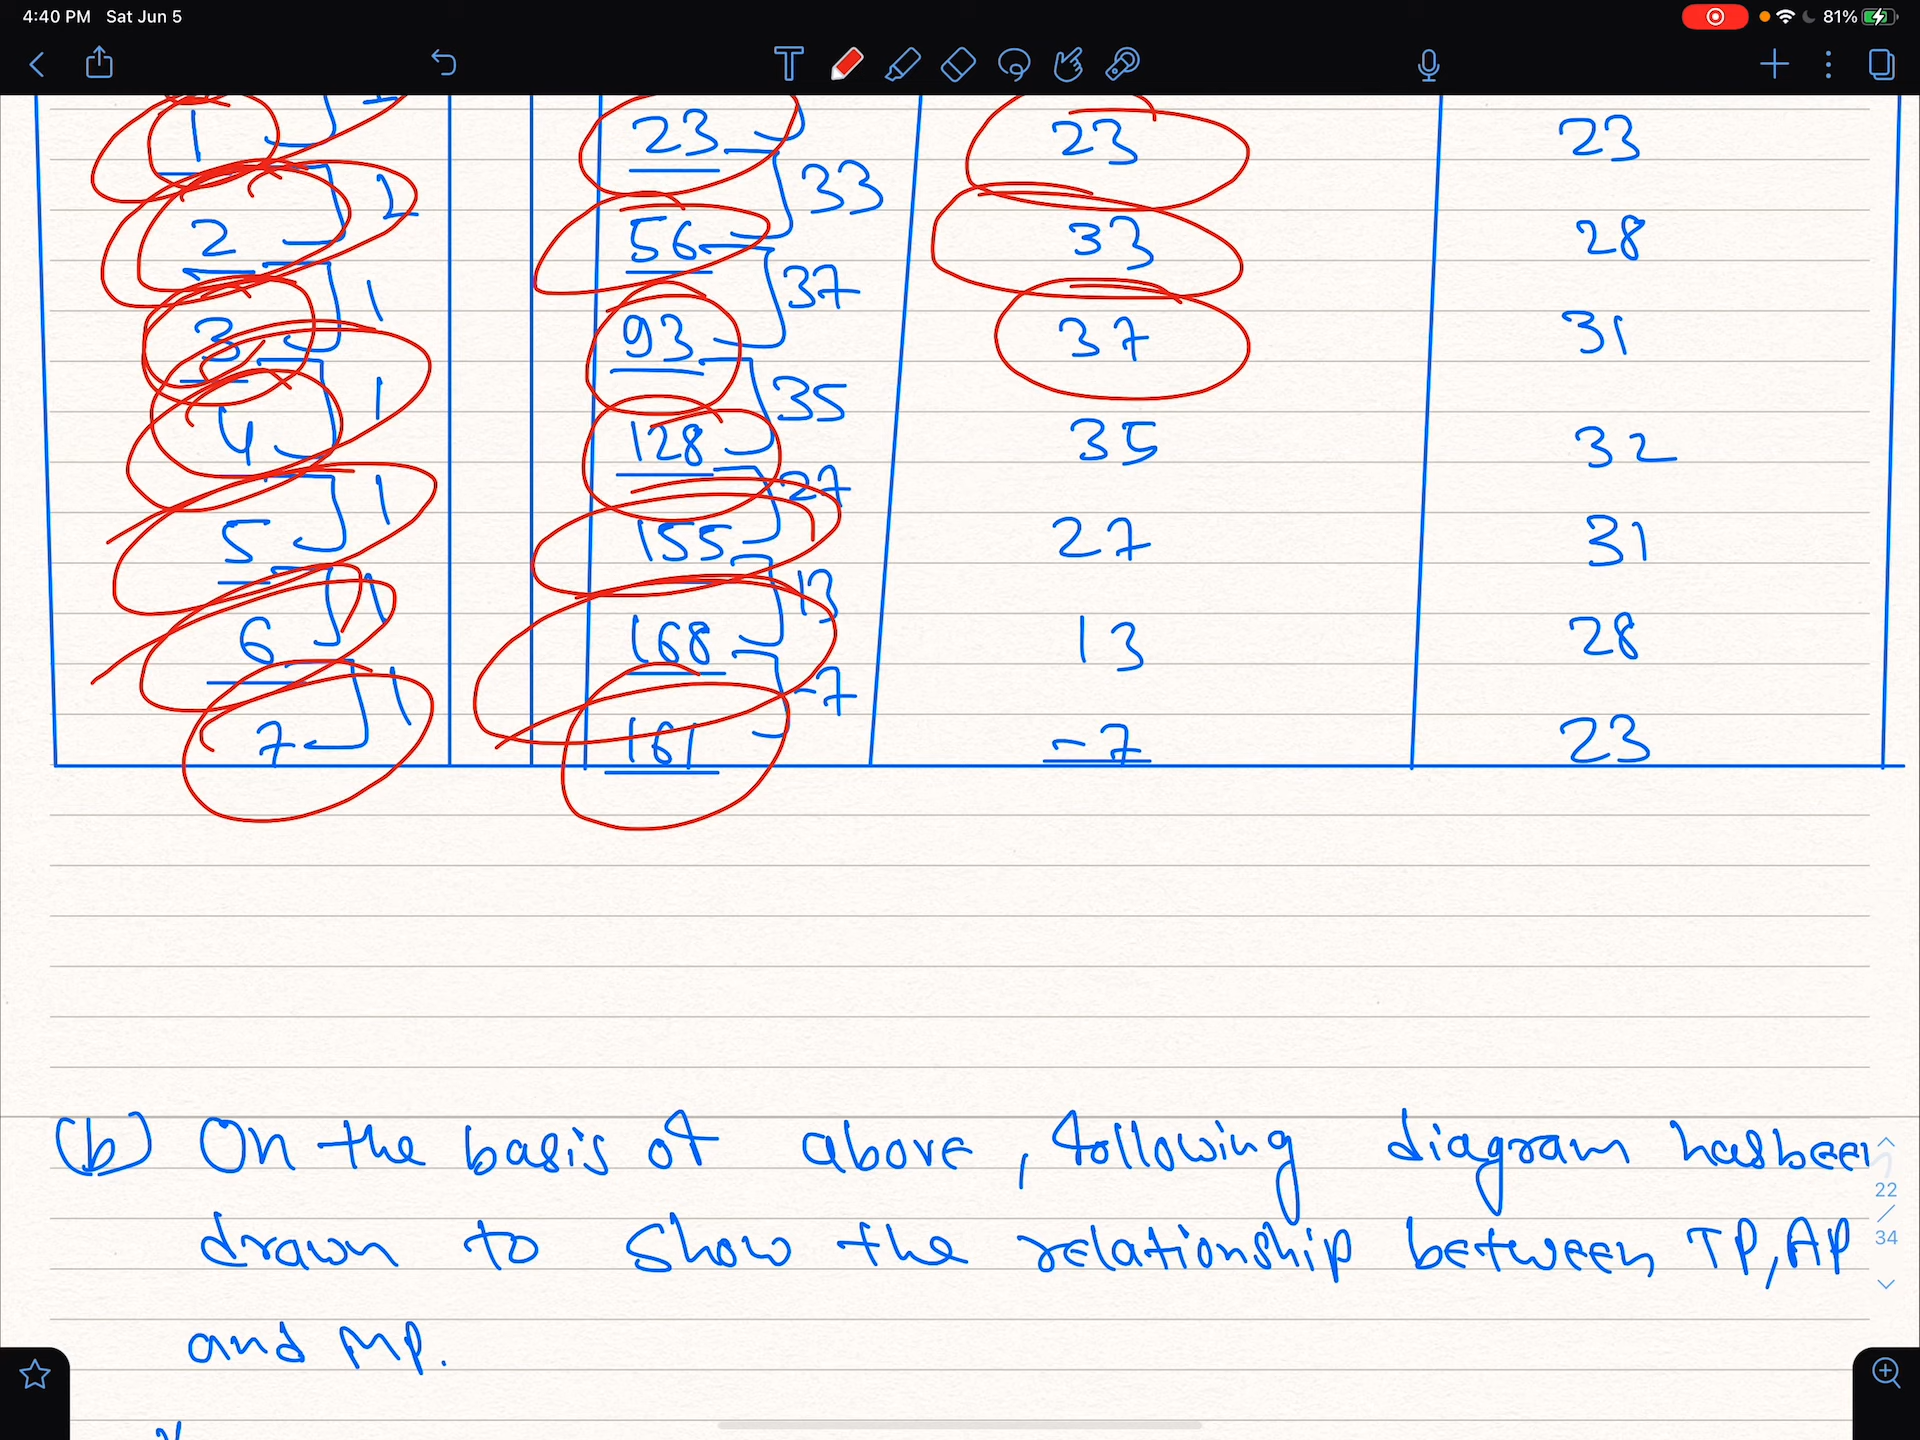 4:40 PM Sat Jun 5
81%
T
1 23 23 23
1 33
2 56 33 28
1 37
3 93 37 31
1 35
4 128 35 32
1 27
5 155 27 31
1 13
6 168 13 28
1 -7
7 161 -7 23
(b) On the basis of above, following diagram has been
22
/
drawn to show the relationship between TP, AP
34
and MP.